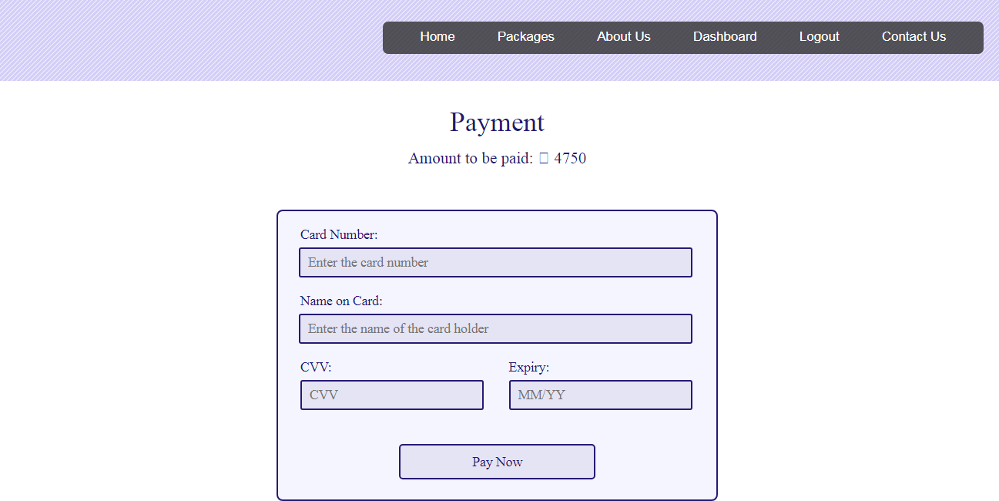 Home Packages About Us Dashboard Logout Contact Us
Payment
Amount to be paid: 4750
Card Number:
Enter the card number
Name on Card:
Enter the name of the card holder
CVV: Expiry:
CVV MM/YY
Pay Now